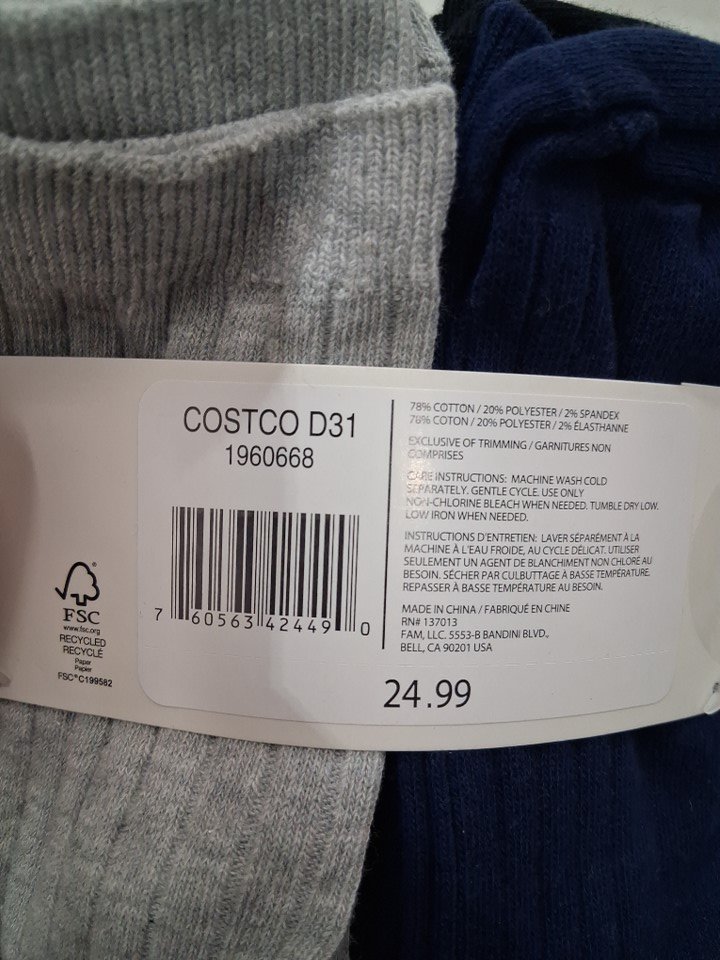 COSTCO D31
1960668
7 60563 42449 0
FSC
www.fsc.org
RECYCLED
RECYCLÉ
Paper
Papier
FSC® C199582
78% COTTON / 20% POLYESTER / 2% SPANDEX
78% COTON / 20% POLYESTER / 2% ÉLASTHANNE
EXCLUSIVE OF TRIMMING / GARNITURES NON
COMPRISES
CARE INSTRUCTIONS: MACHINE WASH COLD
SEPARATELY. GENTLE CYCLE. USE ONLY
NON-CHLORINE BLEACH WHEN NEEDED. TUMBLE DRY LOW.
LOW IRON WHEN NEEDED.
INSTRUCTIONS D'ENTRETIEN: LAVER SÉPARÉMENT À LA
MACHINE À L'EAU FROIDE, AU CYCLE DÉLICAT. UTILISER
SEULEMENT UN AGENT DE BLANCHIMENT NON CHLORÉ AU
BESOIN. SÉCHER PAR CULBUTTAGE À BASSE TEMPÉRATURE.
REPASSER À BASSE TEMPÉRATURE AU BESOIN.
MADE IN CHINA / FABRIQUÉ EN CHINE
RN# 137013
FAM, LLC. 5553-B BANDINI BLVD.,
BELL, CA 90201 USA
24.99